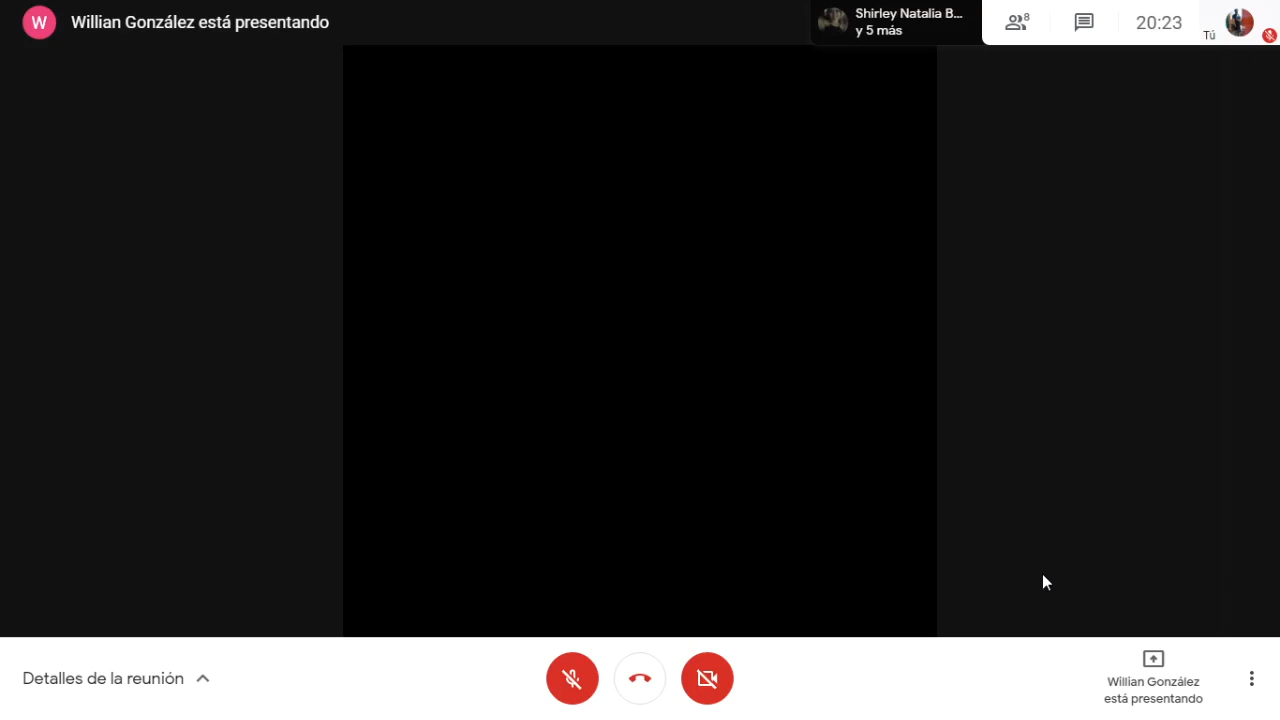 W
Willian González está presentando
Shirley Natalia B...
y 5 más
8
20:23
Tú
Detalles de la reunión
Willian González
está presentando